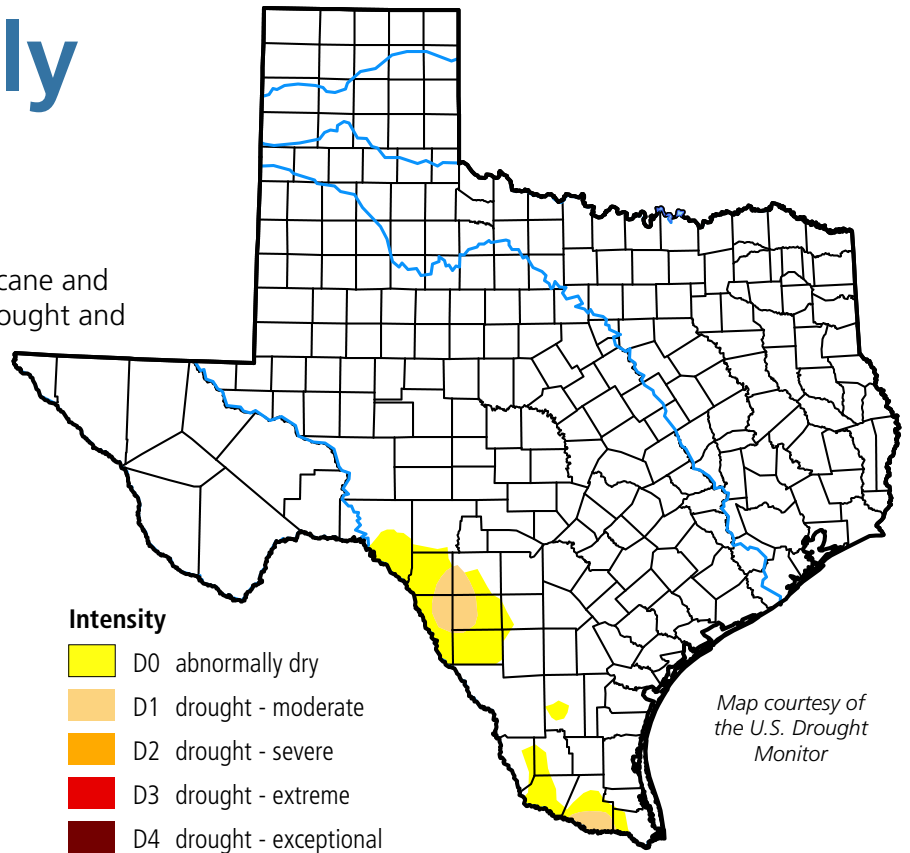 ly
cane and
ought and
Intensity
D0 abnormally dry
D1 drought - moderate
D2 drought - severe
D3 drought - extreme
D4 drought - exceptional
Map courtesy of
the U.S. Drought
Monitor